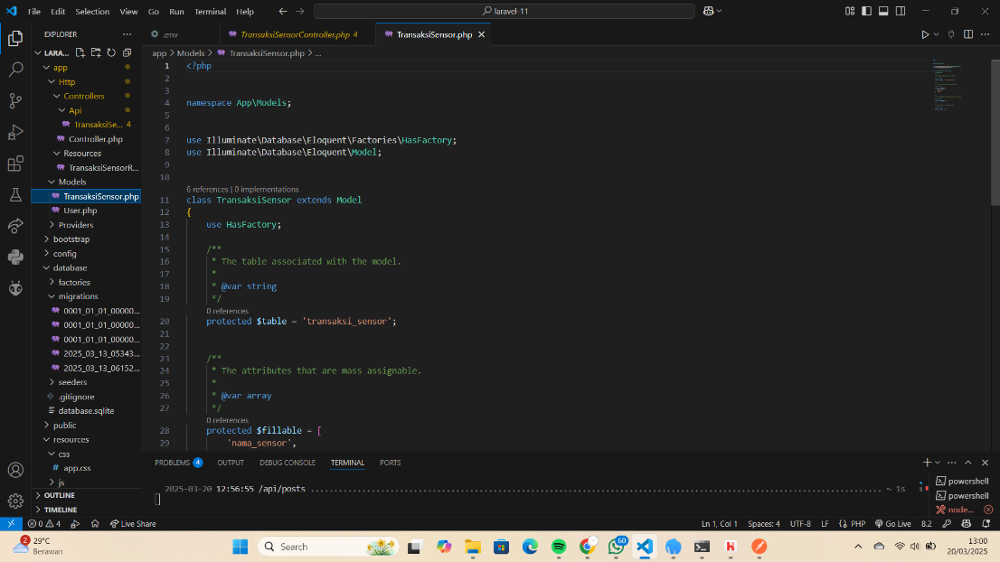 File Edit Selection View Go Run Terminal Help
laravel-11
EXPLORER
.env
TransaksiSensorController.php 4
TransaksiSensor.php
LARA...
app > Models > TransaksiSensor.php > ...
app
Http
Controllers
Api
TransaksiSe... 4
Controller.php
Resources
TransaksiSensorR...
Models
TransaksiSensor.php
User.php
Providers
bootstrap
config
database
factories
migrations
0001_01_01_00000...
0001_01_01_00000...
0001_01_01_00000...
2025_03_13_05343...
2025_03_13_06152...
seeders
.gitignore
database.sqlite
public
resources
css
app.css
js
OUTLINE
TIMELINE
1 <?php
2
3
4 namespace App\Models;
5
6
7 use Illuminate\Database\Eloquent\Factories\HasFactory;
8 use Illuminate\Database\Eloquent\Model;
9
10
6 references | 0 implementations
11 class TransaksiSensor extends Model
12 {
13 use HasFactory;
14
15 /**
16 * The table associated with the model.
17 *
18 * @var string
19 */
0 references
20 protected $table = 'transaksi_sensor';
21
22
23 /**
24 * The attributes that are mass assignable.
25 *
26 * @var array
27 */
0 references
28 protected $fillable = [
29 'nama_sensor',
PROBLEMS 4 OUTPUT DEBUG CONSOLE TERMINAL PORTS
2025-03-20 12:56:55 /api/posts ........ ~ 1s
powershell
powershell
node...
0 4 Live Share
Ln 1, Col 1 Spaces: 4 UTF-8 LF PHP Go Live 8.2
2
29°C
Berawan
Search
60
13:00
20/03/2025